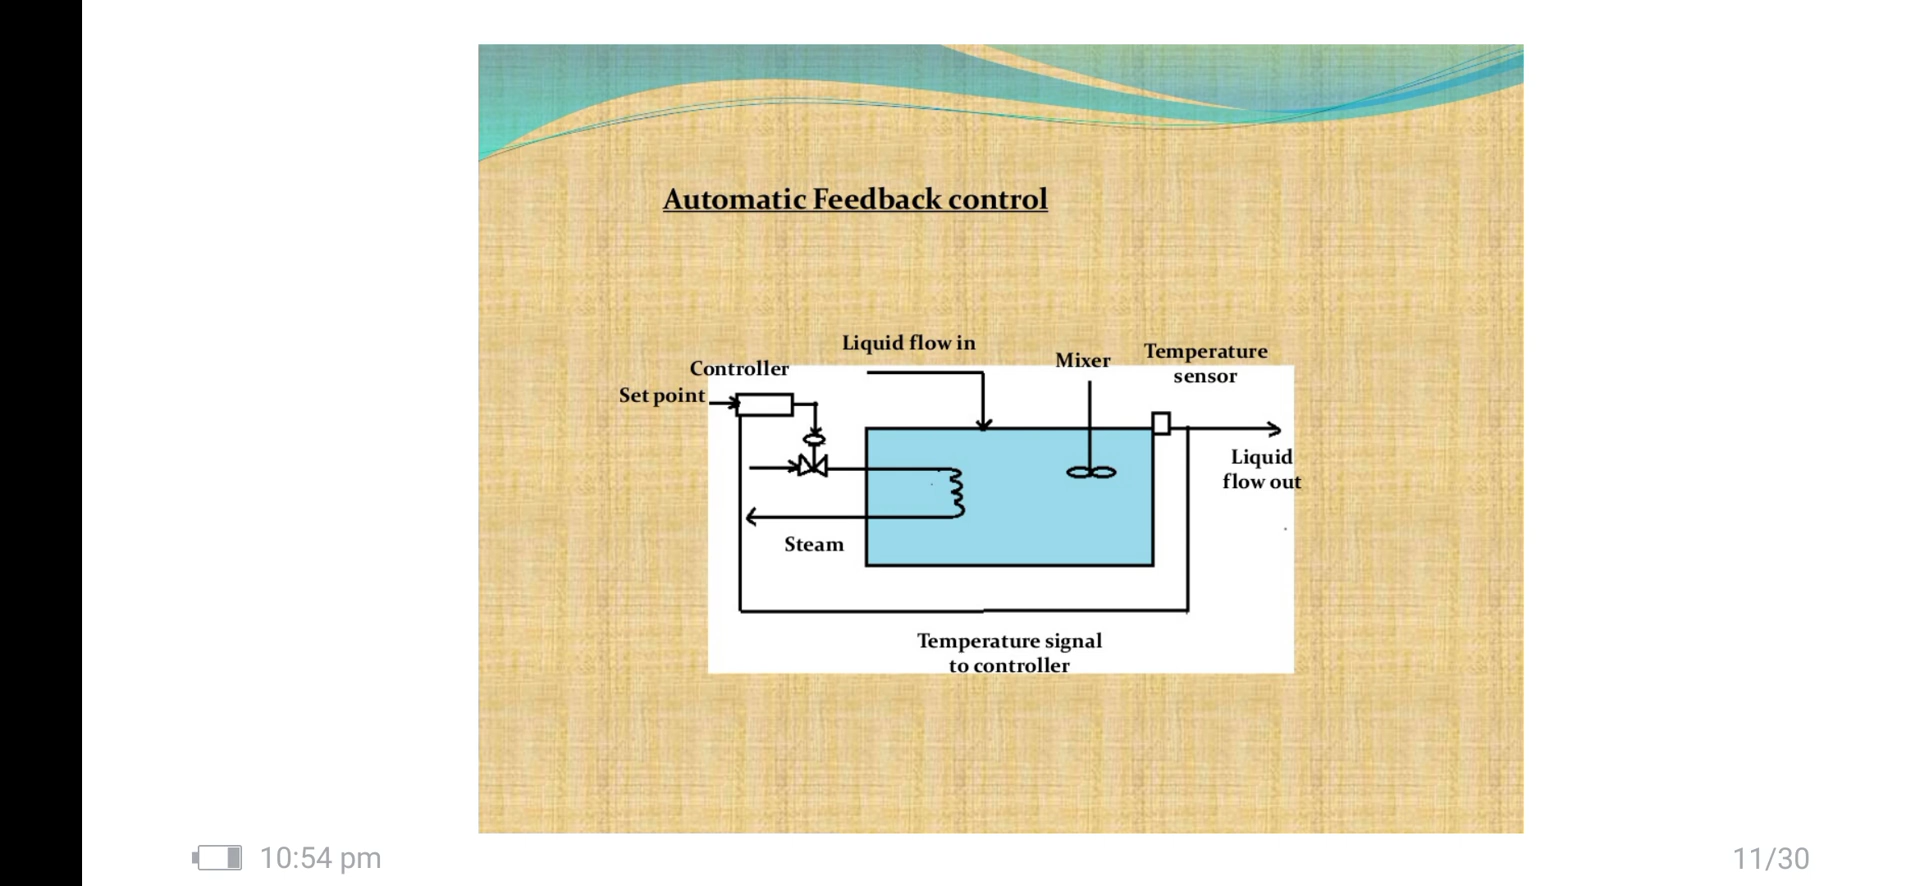 Automatic Feedback control
Liquid flow in
Controller
Set point
Mixer
Temperature
sensor
Liquid
flow out
Steam
Temperature signal
to controller
10:54 pm
11/30